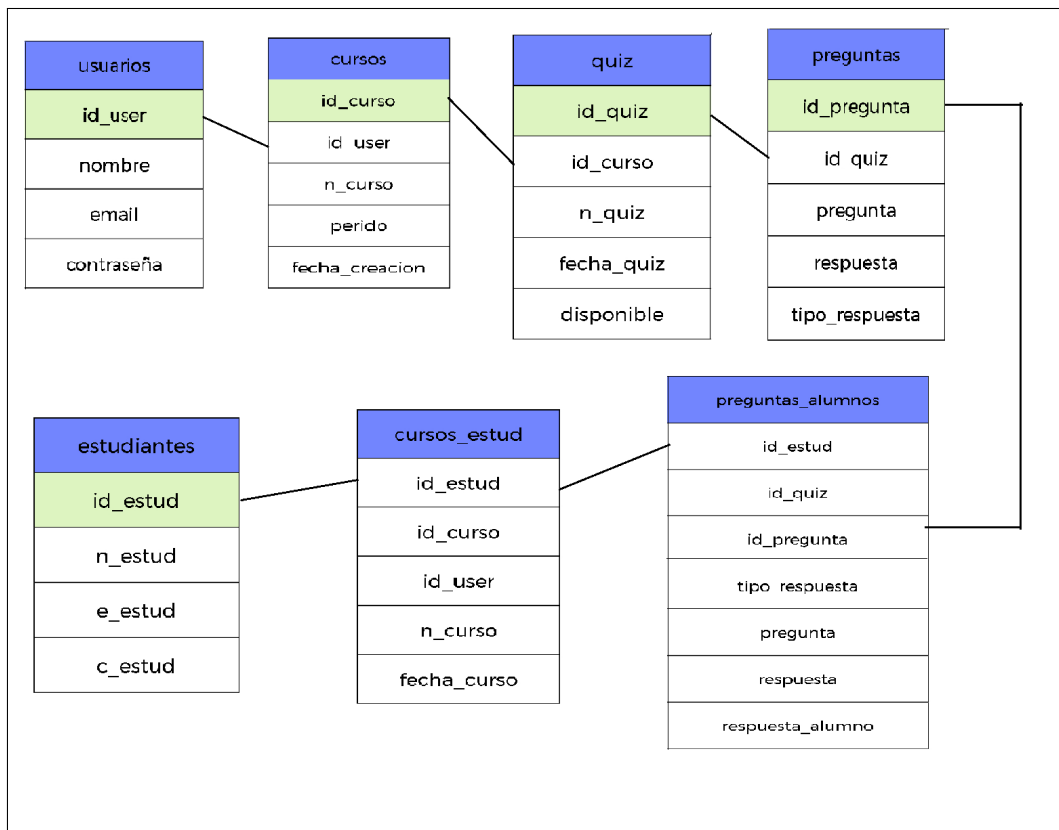 usuarios
id_user
nombre
email
contraseña
cursos
id_curso
id_user
n_curso
perido
fecha_creacion
quiz
id_quiz
id_curso
n_quiz
fecha_quiz
disponible
preguntas
id_pregunta
id_quiz
pregunta
respuesta
tipo_respuesta
estudiantes
id_estud
n_estud
e_estud
c_estud
cursos_estud
id_estud
id_curso
id_user
n_curso
fecha_curso
preguntas_alumnos
id_estud
id_quiz
id_pregunta
tipo_respuesta
pregunta
respuesta
respuesta_alumno